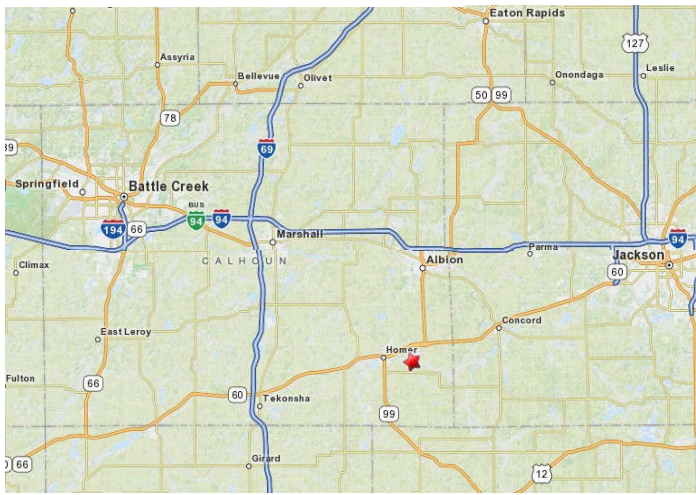 Eaton Rapids
127
Assyria
Leslie
Bellevue
Olivet
Onondaga
50
99
78
69
89
Springfield
Battle Creek
BUS
94
94
194
66
Marshall
94
Parma
Jackson
CALHOUN
Albion
60
Climax
Concord
East Leroy
Homer
Fulton
66
60
Tekonsha
99
Girard
66
12